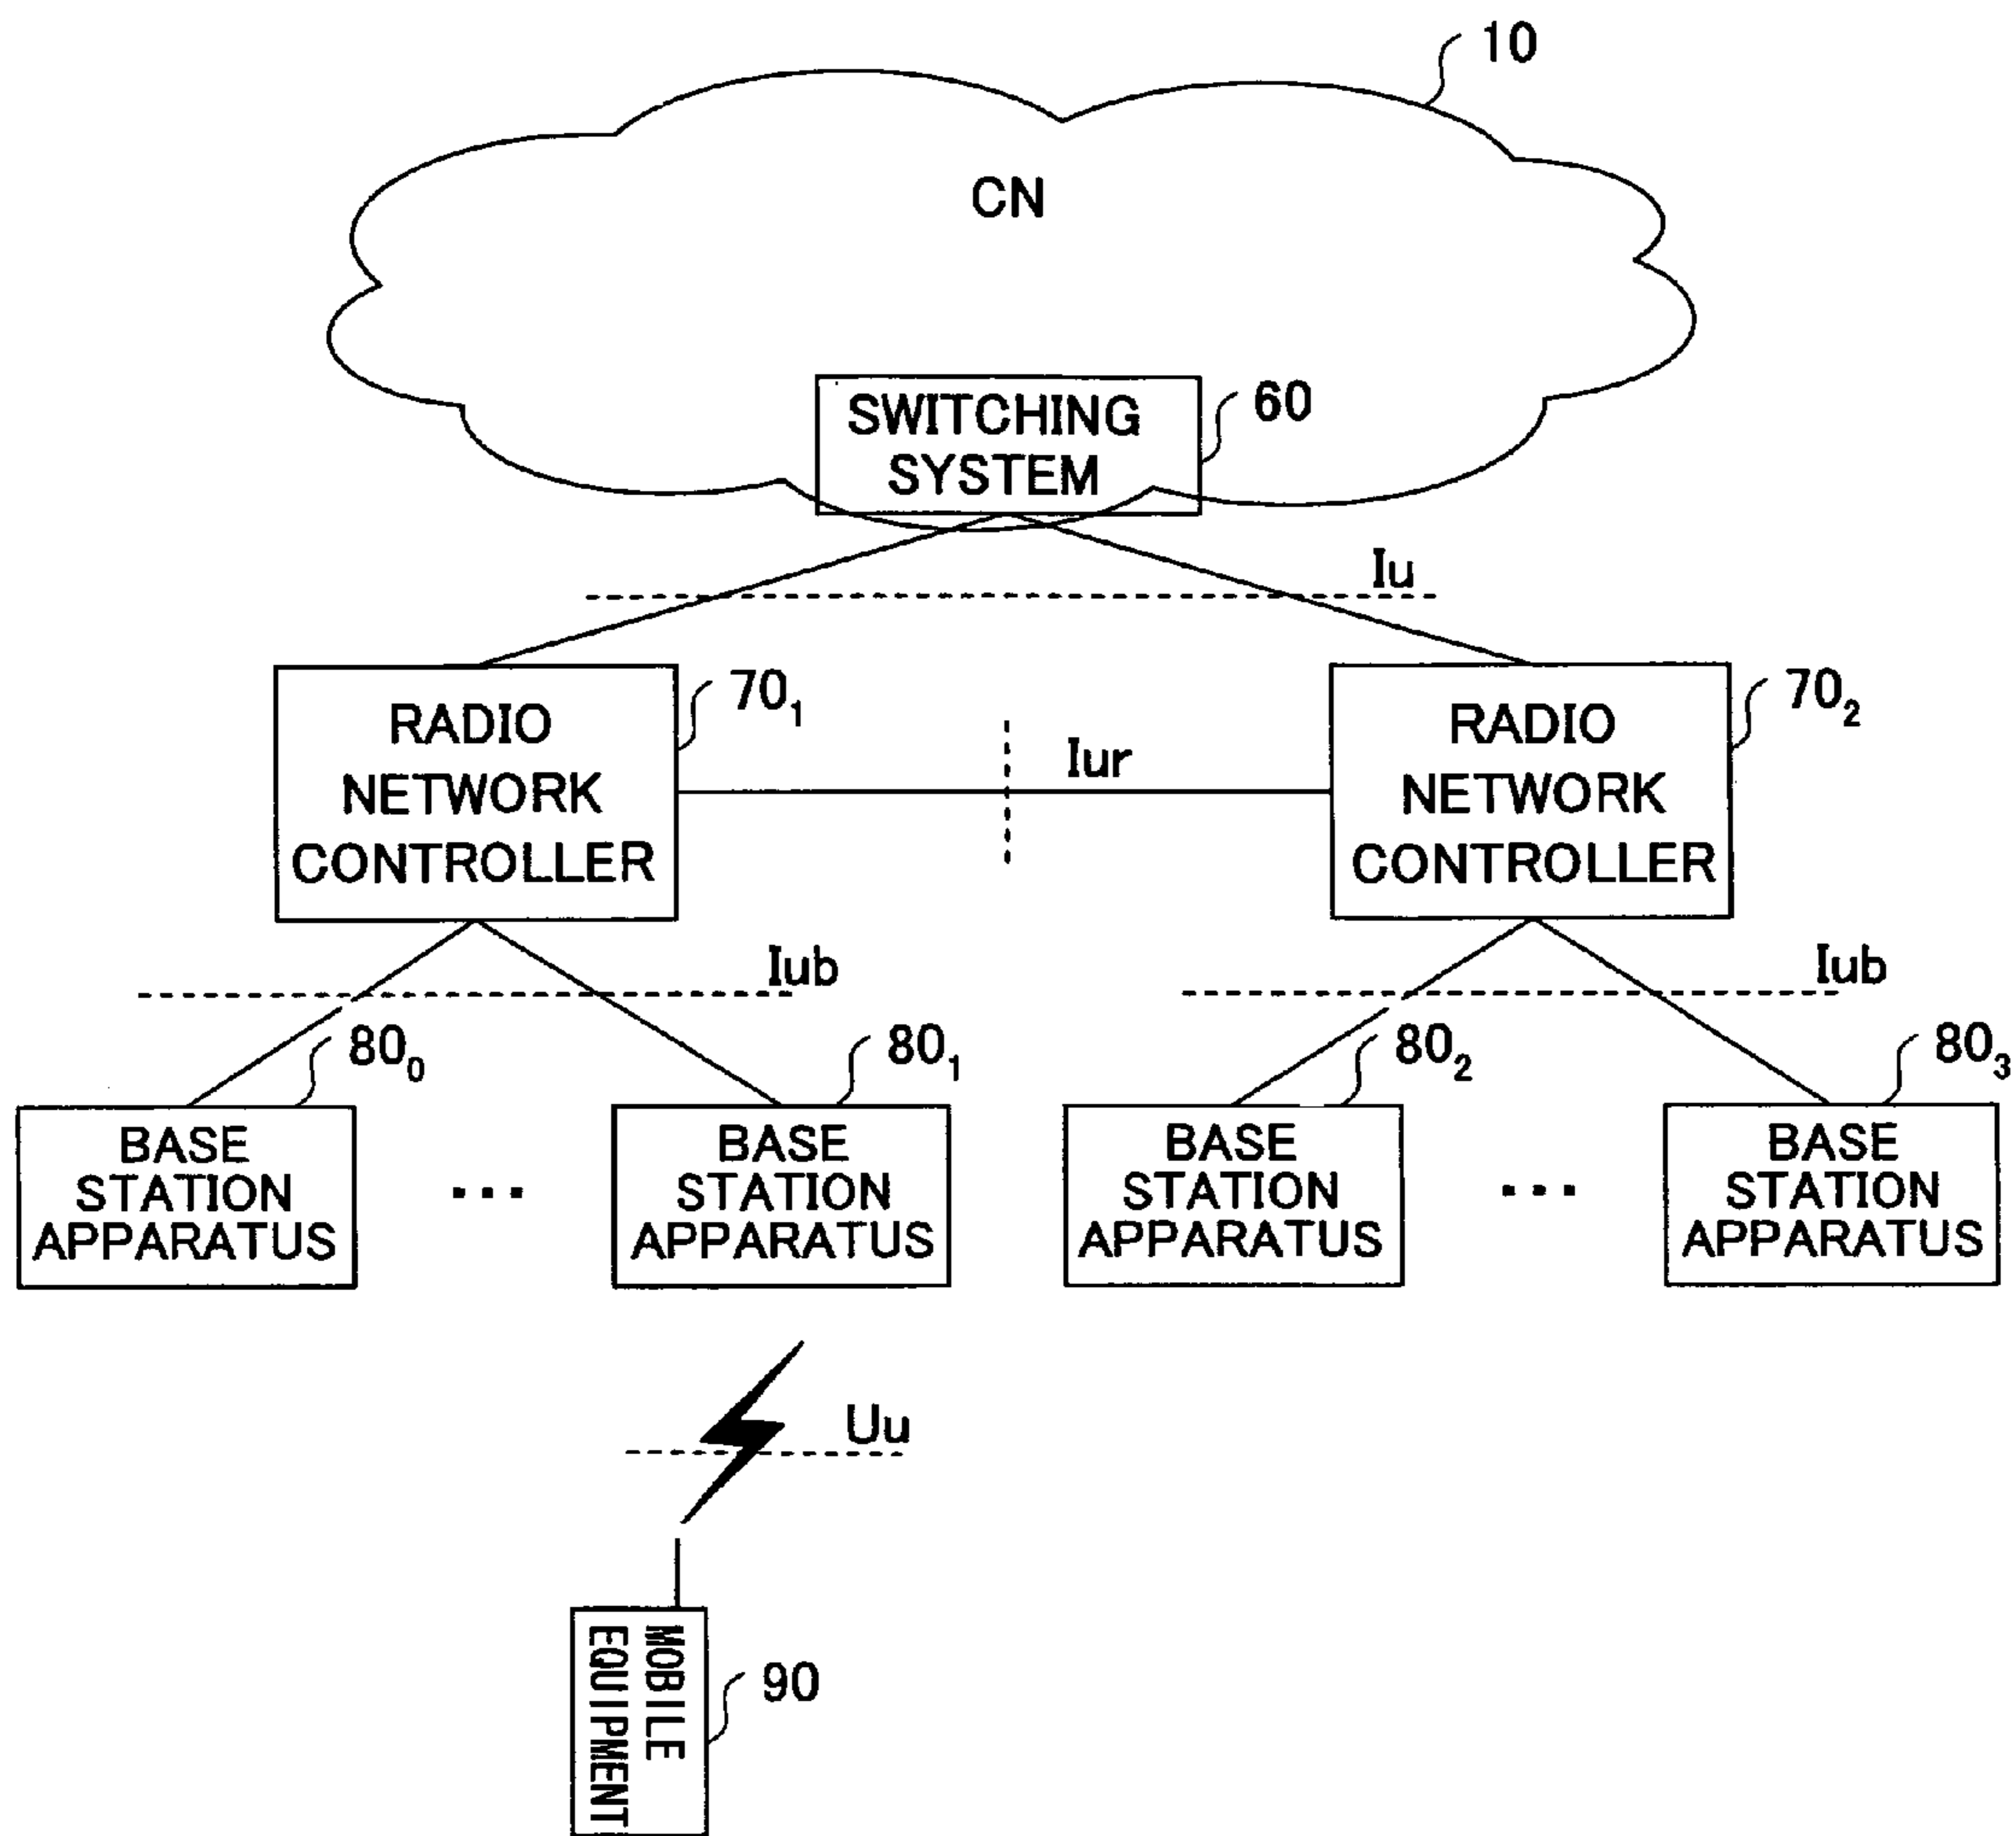 10
CN
SWITCHING
SYSTEM
60
Iu
RADIO
NETWORK
CONTROLLER
70₁
Iur
RADIO
NETWORK
CONTROLLER
70₂
Iub
Iub
80₀
80₁
80₂
80₃
BASE
STATION
APPARATUS
...
BASE
STATION
APPARATUS
BASE
STATION
APPARATUS
...
BASE
STATION
APPARATUS
Uu
MOBILE
EQUIPMENT
90